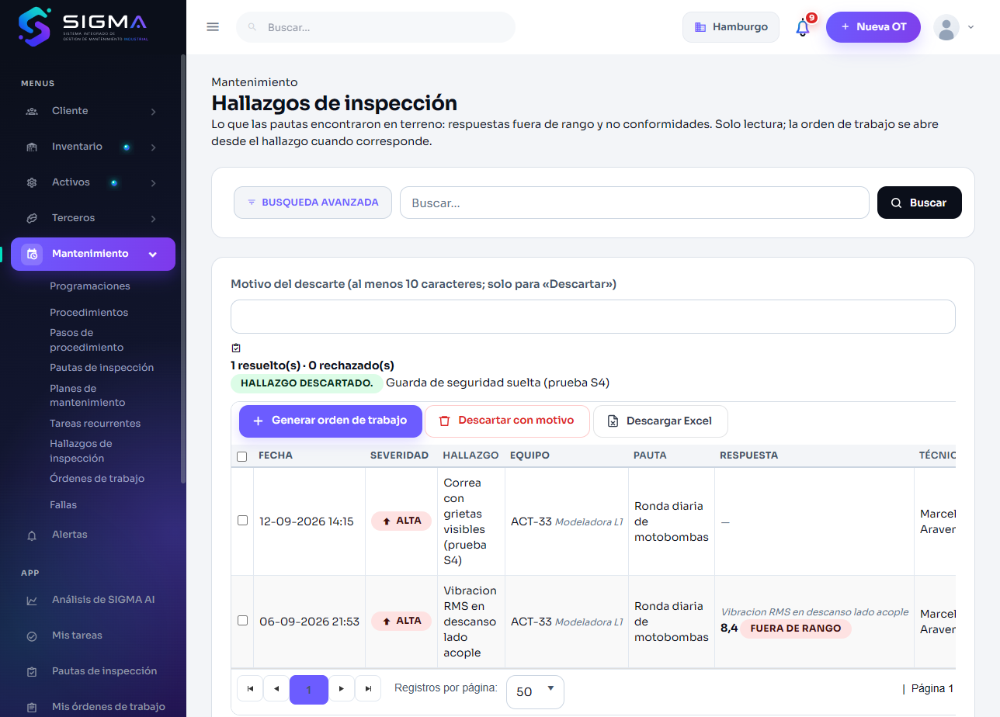 SIGMA
SISTEMA INTEGRADO DE
GESTIÓN DE MANTENIMIENTO INDUSTRIAL
Buscar...
Hamburgo
9
+ Nueva OT
MENUS
Cliente
Inventario
Activos
Terceros
Mantenimiento
Programaciones
Procedimientos
Pasos de
procedimiento
Pautas de inspección
Planes de
mantenimiento
Tareas recurrentes
Hallazgos de
inspección
Órdenes de trabajo
Fallas
Alertas
APP
Análisis de SIGMA AI
Mis tareas
Pautas de inspección
Mis órdenes de trabajo
Mantenimiento
Hallazgos de inspección
Lo que las pautas encontraron en terreno: respuestas fuera de rango y no conformidades. Solo lectura; la orden de trabajo se abre
desde el hallazgo cuando corresponde.
BUSQUEDA AVANZADA
Buscar...
Buscar
Motivo del descarte (al menos 10 caracteres; solo para «Descartar»)
1 resuelto(s) · 0 rechazado(s)
HALLAZGO DESCARTADO. Guarda de seguridad suelta (prueba S4)
+ Generar orden de trabajo
Descartar con motivo
Descargar Excel
FECHA SEVERIDAD HALLAZGO EQUIPO PAUTA RESPUESTA TÉCNIC
12-09-2026 14:15
ALTA
Correa
con
grietas
visibles
(prueba
S4)
ACT-33 Modeladora L1
Ronda diaria
de
motobombas
—
Marcel
Araver
06-09-2026 21:53
ALTA
Vibracion
RMS en
descanso
lado
acople
ACT-33 Modeladora L1
Ronda diaria
de
motobombas
Vibracion RMS en descanso lado acople
8,4 FUERA DE RANGO
Marcel
Araver
1
Registros por página:
50
| Página 1